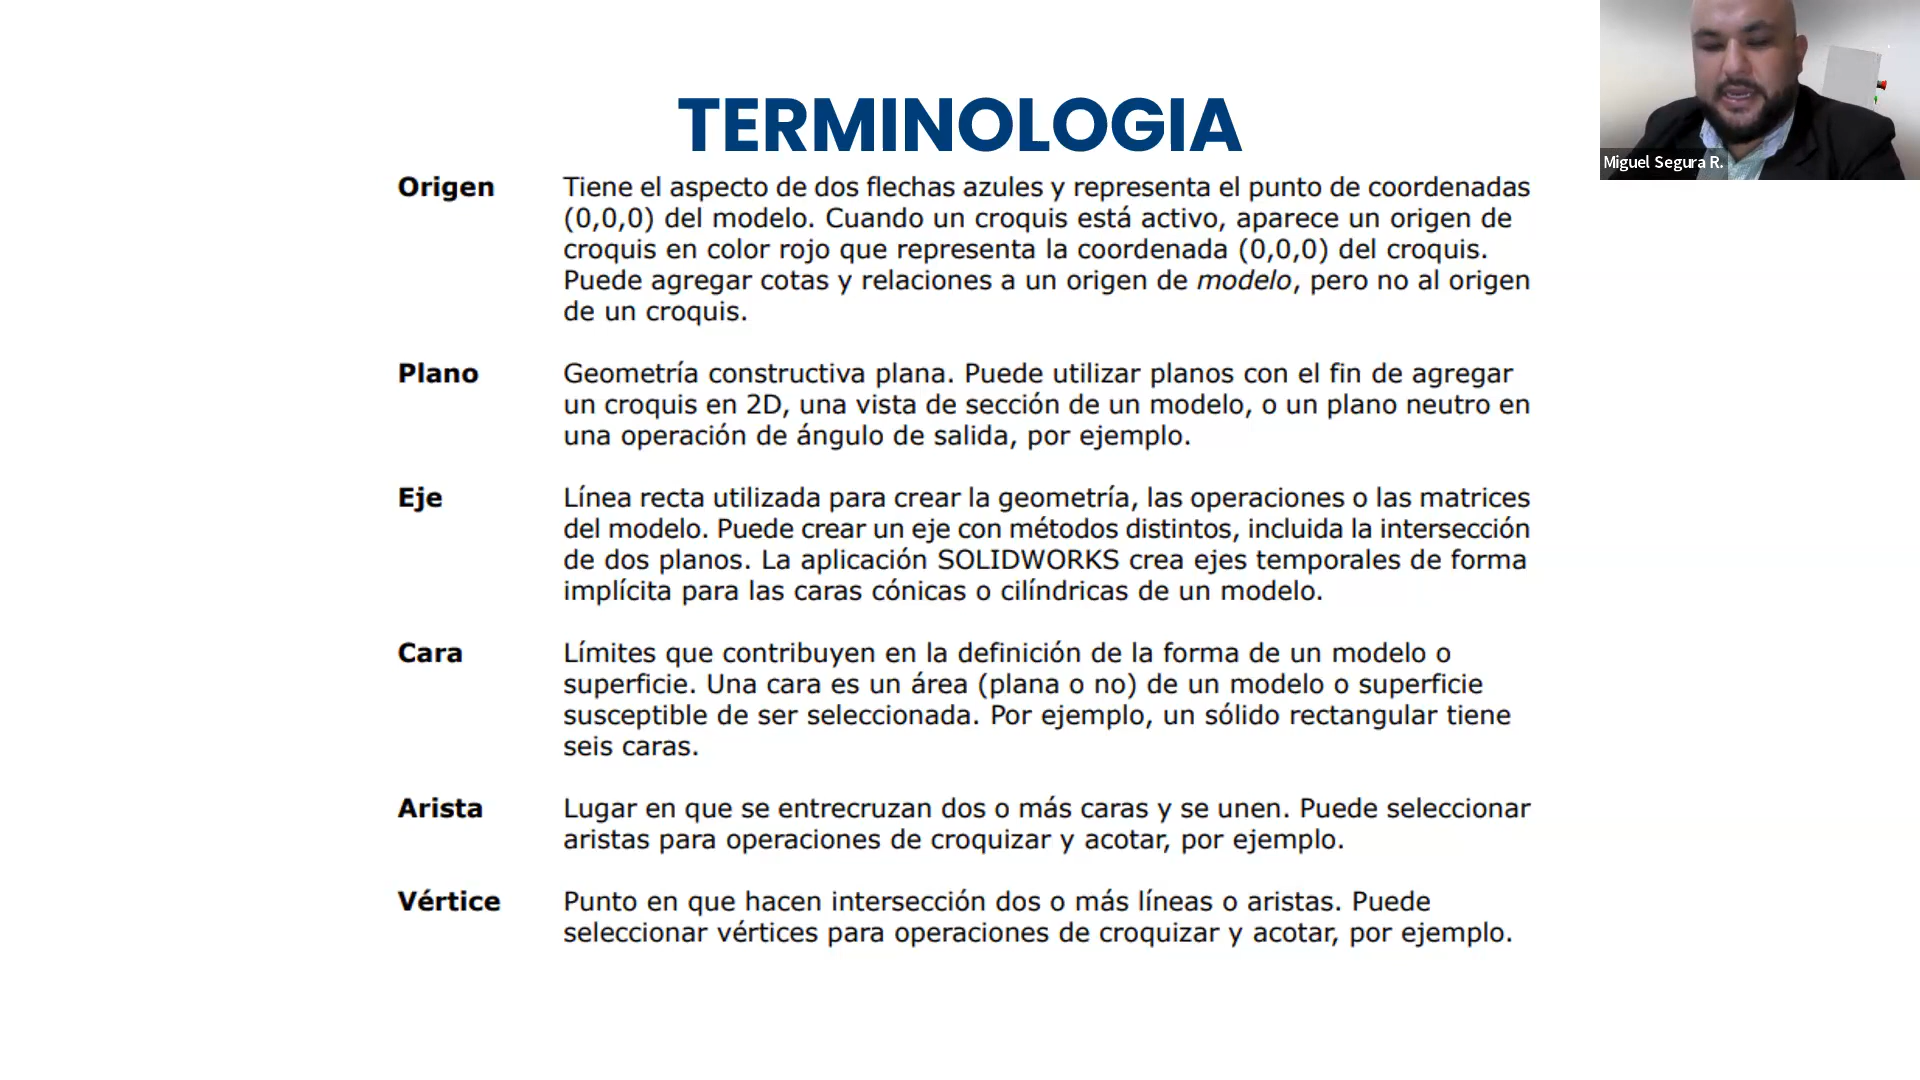 TERMINOLOGIA
Miguel Segura R.
Origen Tiene el aspecto de dos flechas azules y representa el punto de coordenadas
(0,0,0) del modelo. Cuando un croquis está activo, aparece un origen de
croquis en color rojo que representa la coordenada (0,0,0) del croquis.
Puede agregar cotas y relaciones a un origen de modelo, pero no al origen
de un croquis.
Plano Geometría constructiva plana. Puede utilizar planos con el fin de agregar
un croquis en 2D, una vista de sección de un modelo, o un plano neutro en
una operación de ángulo de salida, por ejemplo.
Eje Línea recta utilizada para crear la geometría, las operaciones o las matrices
del modelo. Puede crear un eje con métodos distintos, incluida la intersección
de dos planos. La aplicación SOLIDWORKS crea ejes temporales de forma
implícita para las caras cónicas o cilíndricas de un modelo.
Cara Límites que contribuyen en la definición de la forma de un modelo o
superficie. Una cara es un área (plana o no) de un modelo o superficie
susceptible de ser seleccionada. Por ejemplo, un sólido rectangular tiene
seis caras.
Arista Lugar en que se entrecruzan dos o más caras y se unen. Puede seleccionar
aristas para operaciones de croquizar y acotar, por ejemplo.
Vértice Punto en que hacen intersección dos o más líneas o aristas. Puede
seleccionar vértices para operaciones de croquizar y acotar, por ejemplo.